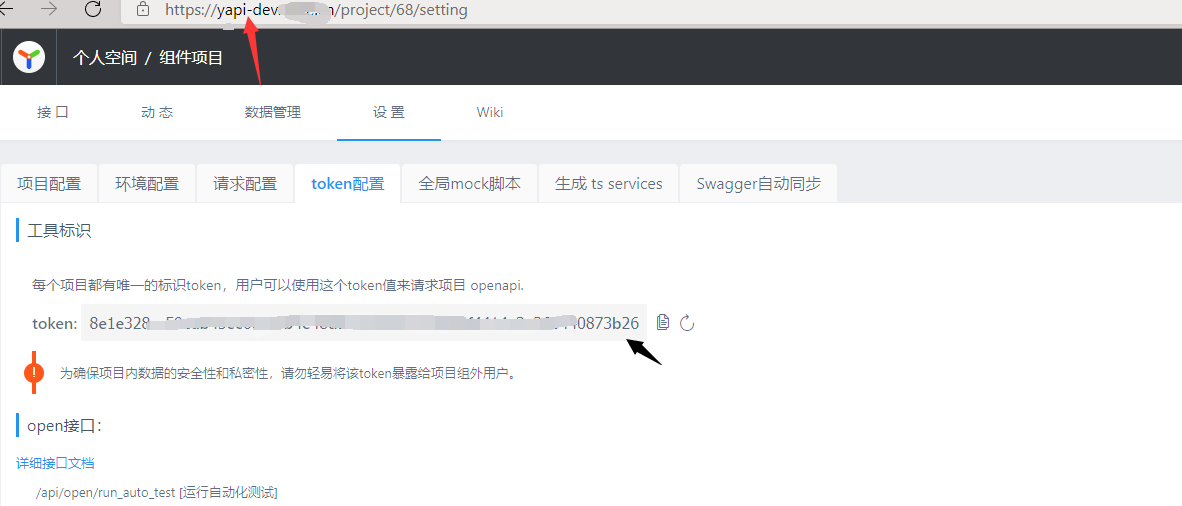 https://yapi-dev.n/project/68/setting
个人空间 / 组件项目
接口 动态 数据管理 设置 Wiki
项目配置 环境配置 请求配置 token配置 全局mock脚本 生成 ts services Swagger自动同步
工具标识
每个项目都有唯一的标识token，用户可以使用这个token值来请求项目 openapi.
token: 8e1e328 0873b26
为确保项目内数据的安全性和私密性，请勿轻易将该token暴露给项目组外用户。
open接口：
详细接口文档
/api/open/run_auto_test [运行自动化测试]